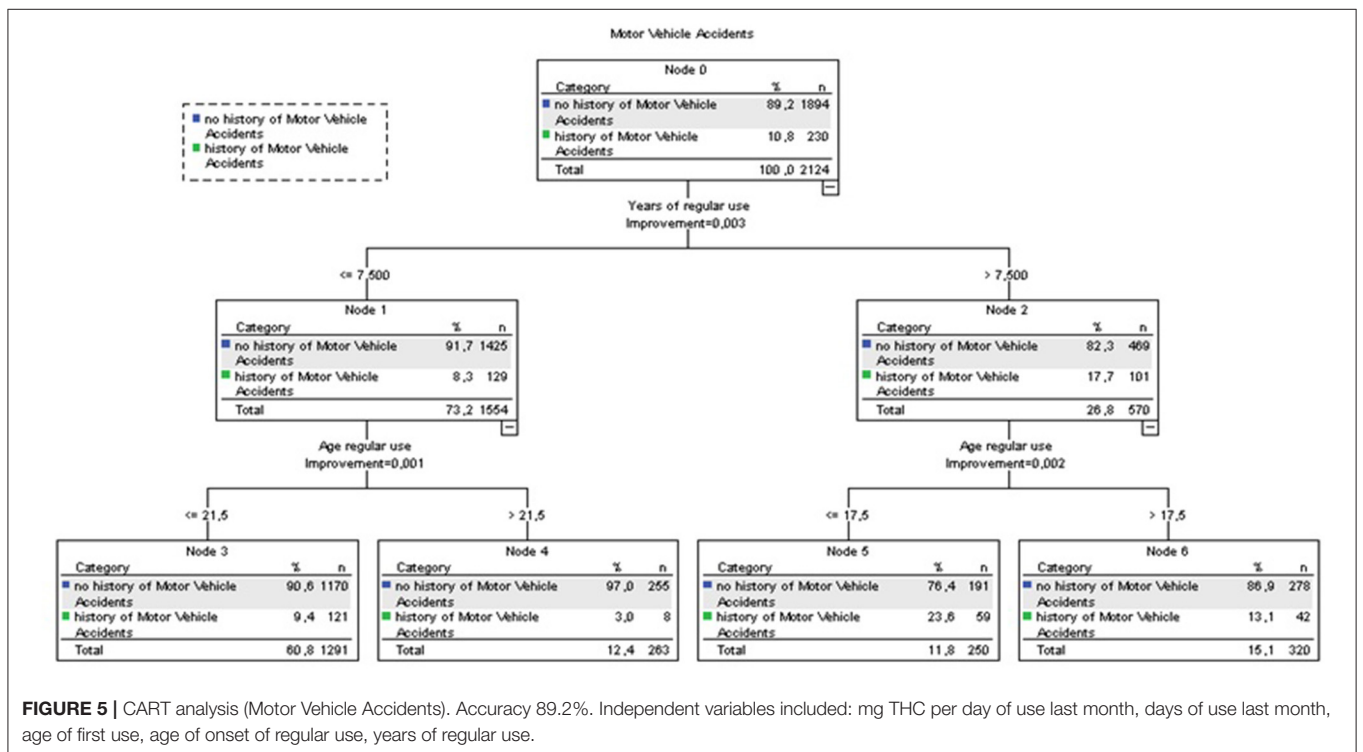 Motor Vehicle Accidents
no history of Motor Vehicle
Accidents
history of Motor Vehicle
Accidents
Node 0
Category % n
no history of Motor Vehicle 89,2 1894
Accidents
history of Motor Vehicle 10,8 230
Accidents
Total 100,0 2124
Years of regular use
Improvement=0,003
<= 7,500
> 7,500
Node 1
Category % n
no history of Motor Vehicle 91,7 1425
Accidents
history of Motor Vehicle 8,3 129
Accidents
Total 73,2 1554
Node 2
Category % n
no history of Motor Vehicle 82,3 469
Accidents
history of Motor Vehicle 17,7 101
Accidents
Total 26,8 570
Age regular use
Improvement=0,001
Age regular use
Improvement=0,002
<= 21,5
> 21,5
<= 17,5
> 17,5
Node 3
Category % n
no history of Motor Vehicle 90,6 1170
Accidents
history of Motor Vehicle 9,4 121
Accidents
Total 60,8 1291
Node 4
Category % n
no history of Motor Vehicle 97,0 255
Accidents
history of Motor Vehicle 3,0 8
Accidents
Total 12,4 263
Node 5
Category % n
no history of Motor Vehicle 76,4 191
Accidents
history of Motor Vehicle 23,6 59
Accidents
Total 11,8 250
Node 6
Category % n
no history of Motor Vehicle 86,9 278
Accidents
history of Motor Vehicle 13,1 42
Accidents
Total 15,1 320
FIGURE 5 | CART analysis (Motor Vehicle Accidents). Accuracy 89.2%. Independent variables included: mg THC per day of use last month, days of use last month,
age of first use, age of onset of regular use, years of regular use.